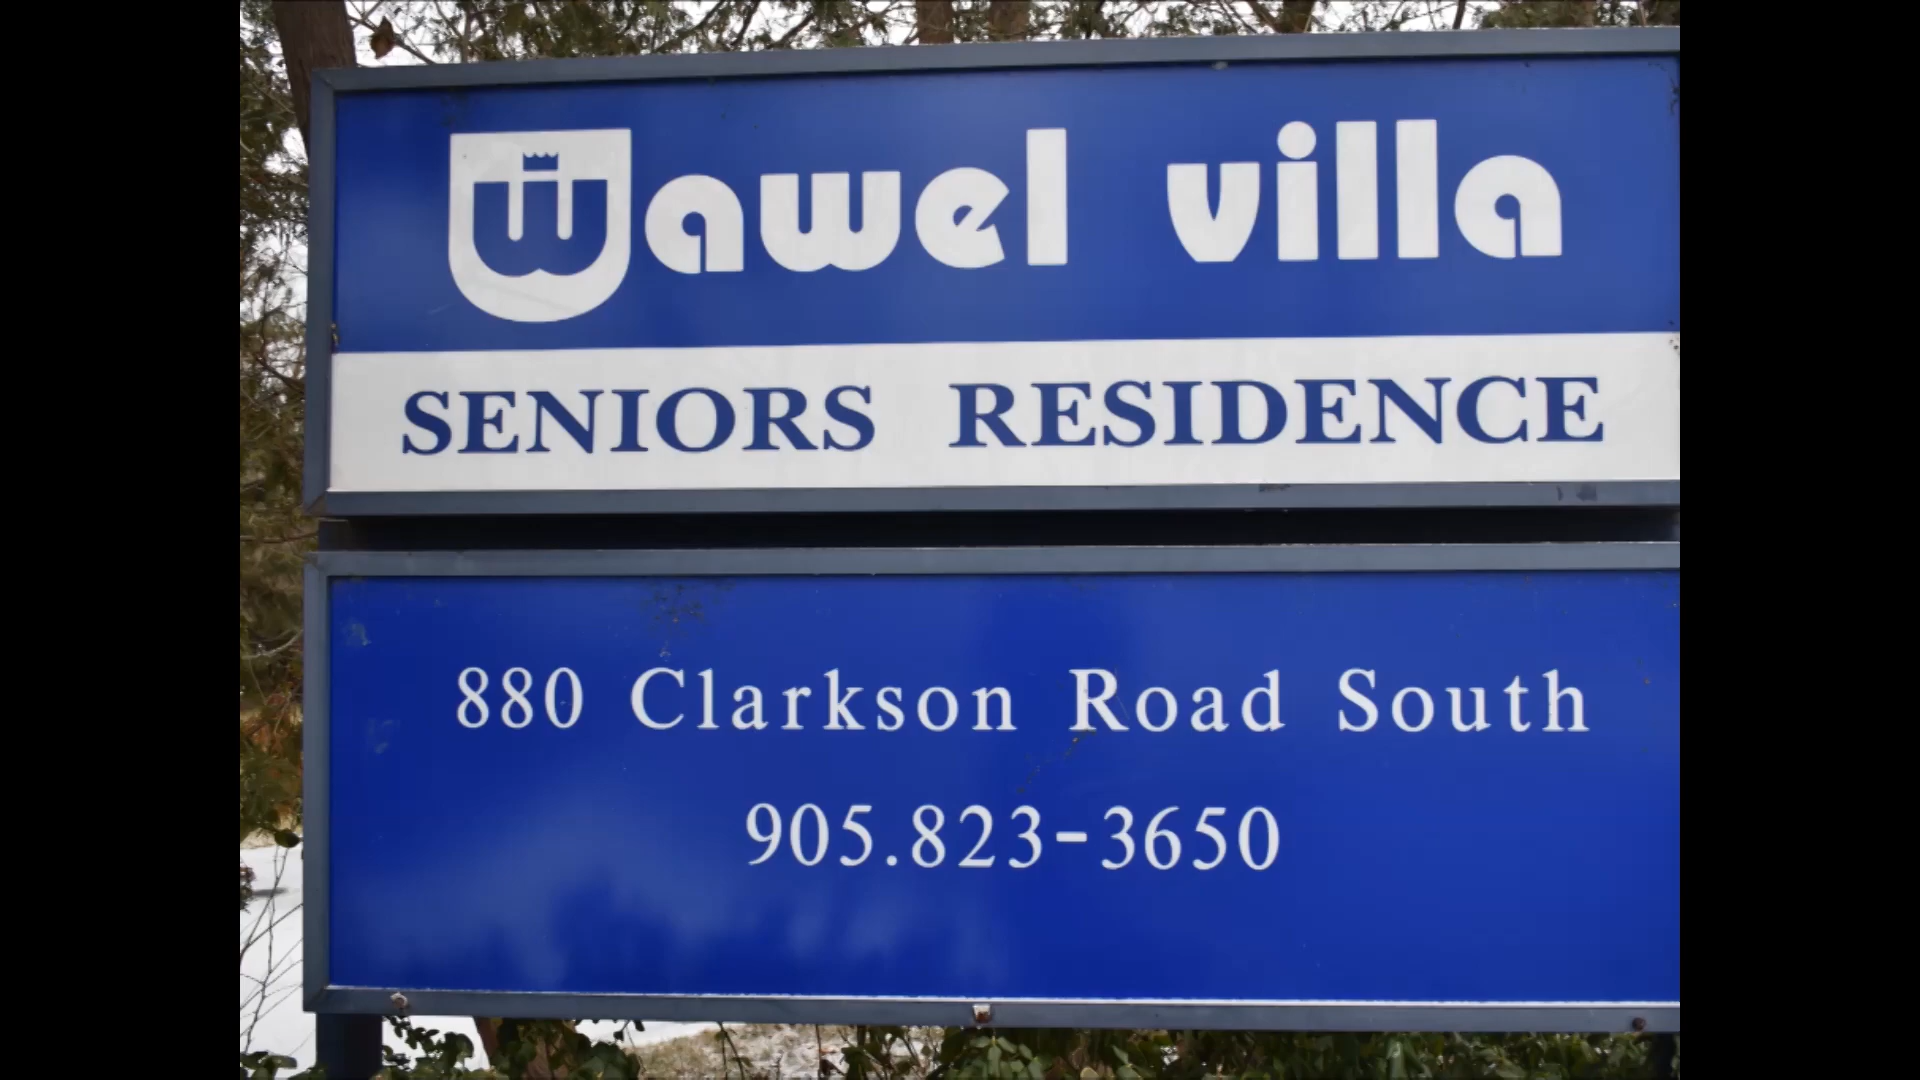 Wawel villa
SENIORS RESIDENCE
880 Clarkson Road South
905.823-3650